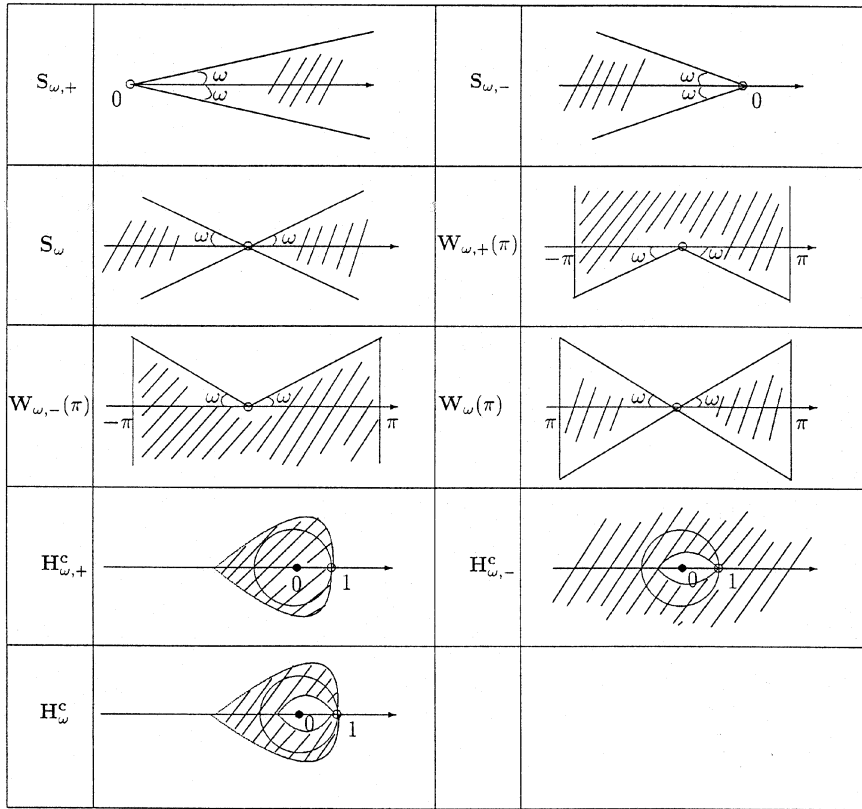 S_{ω,+} 0 ω ω
S_{ω,-} ω ω 0
S_ω ω ω
W_{ω,+}(π) -π ω ω π
W_{ω,-}(π) -π ω ω π
W_ω(π) π ω ω π
H^c_{ω,+} 0 1
H^c_{ω,-} 0 1
H^c_ω 0 1